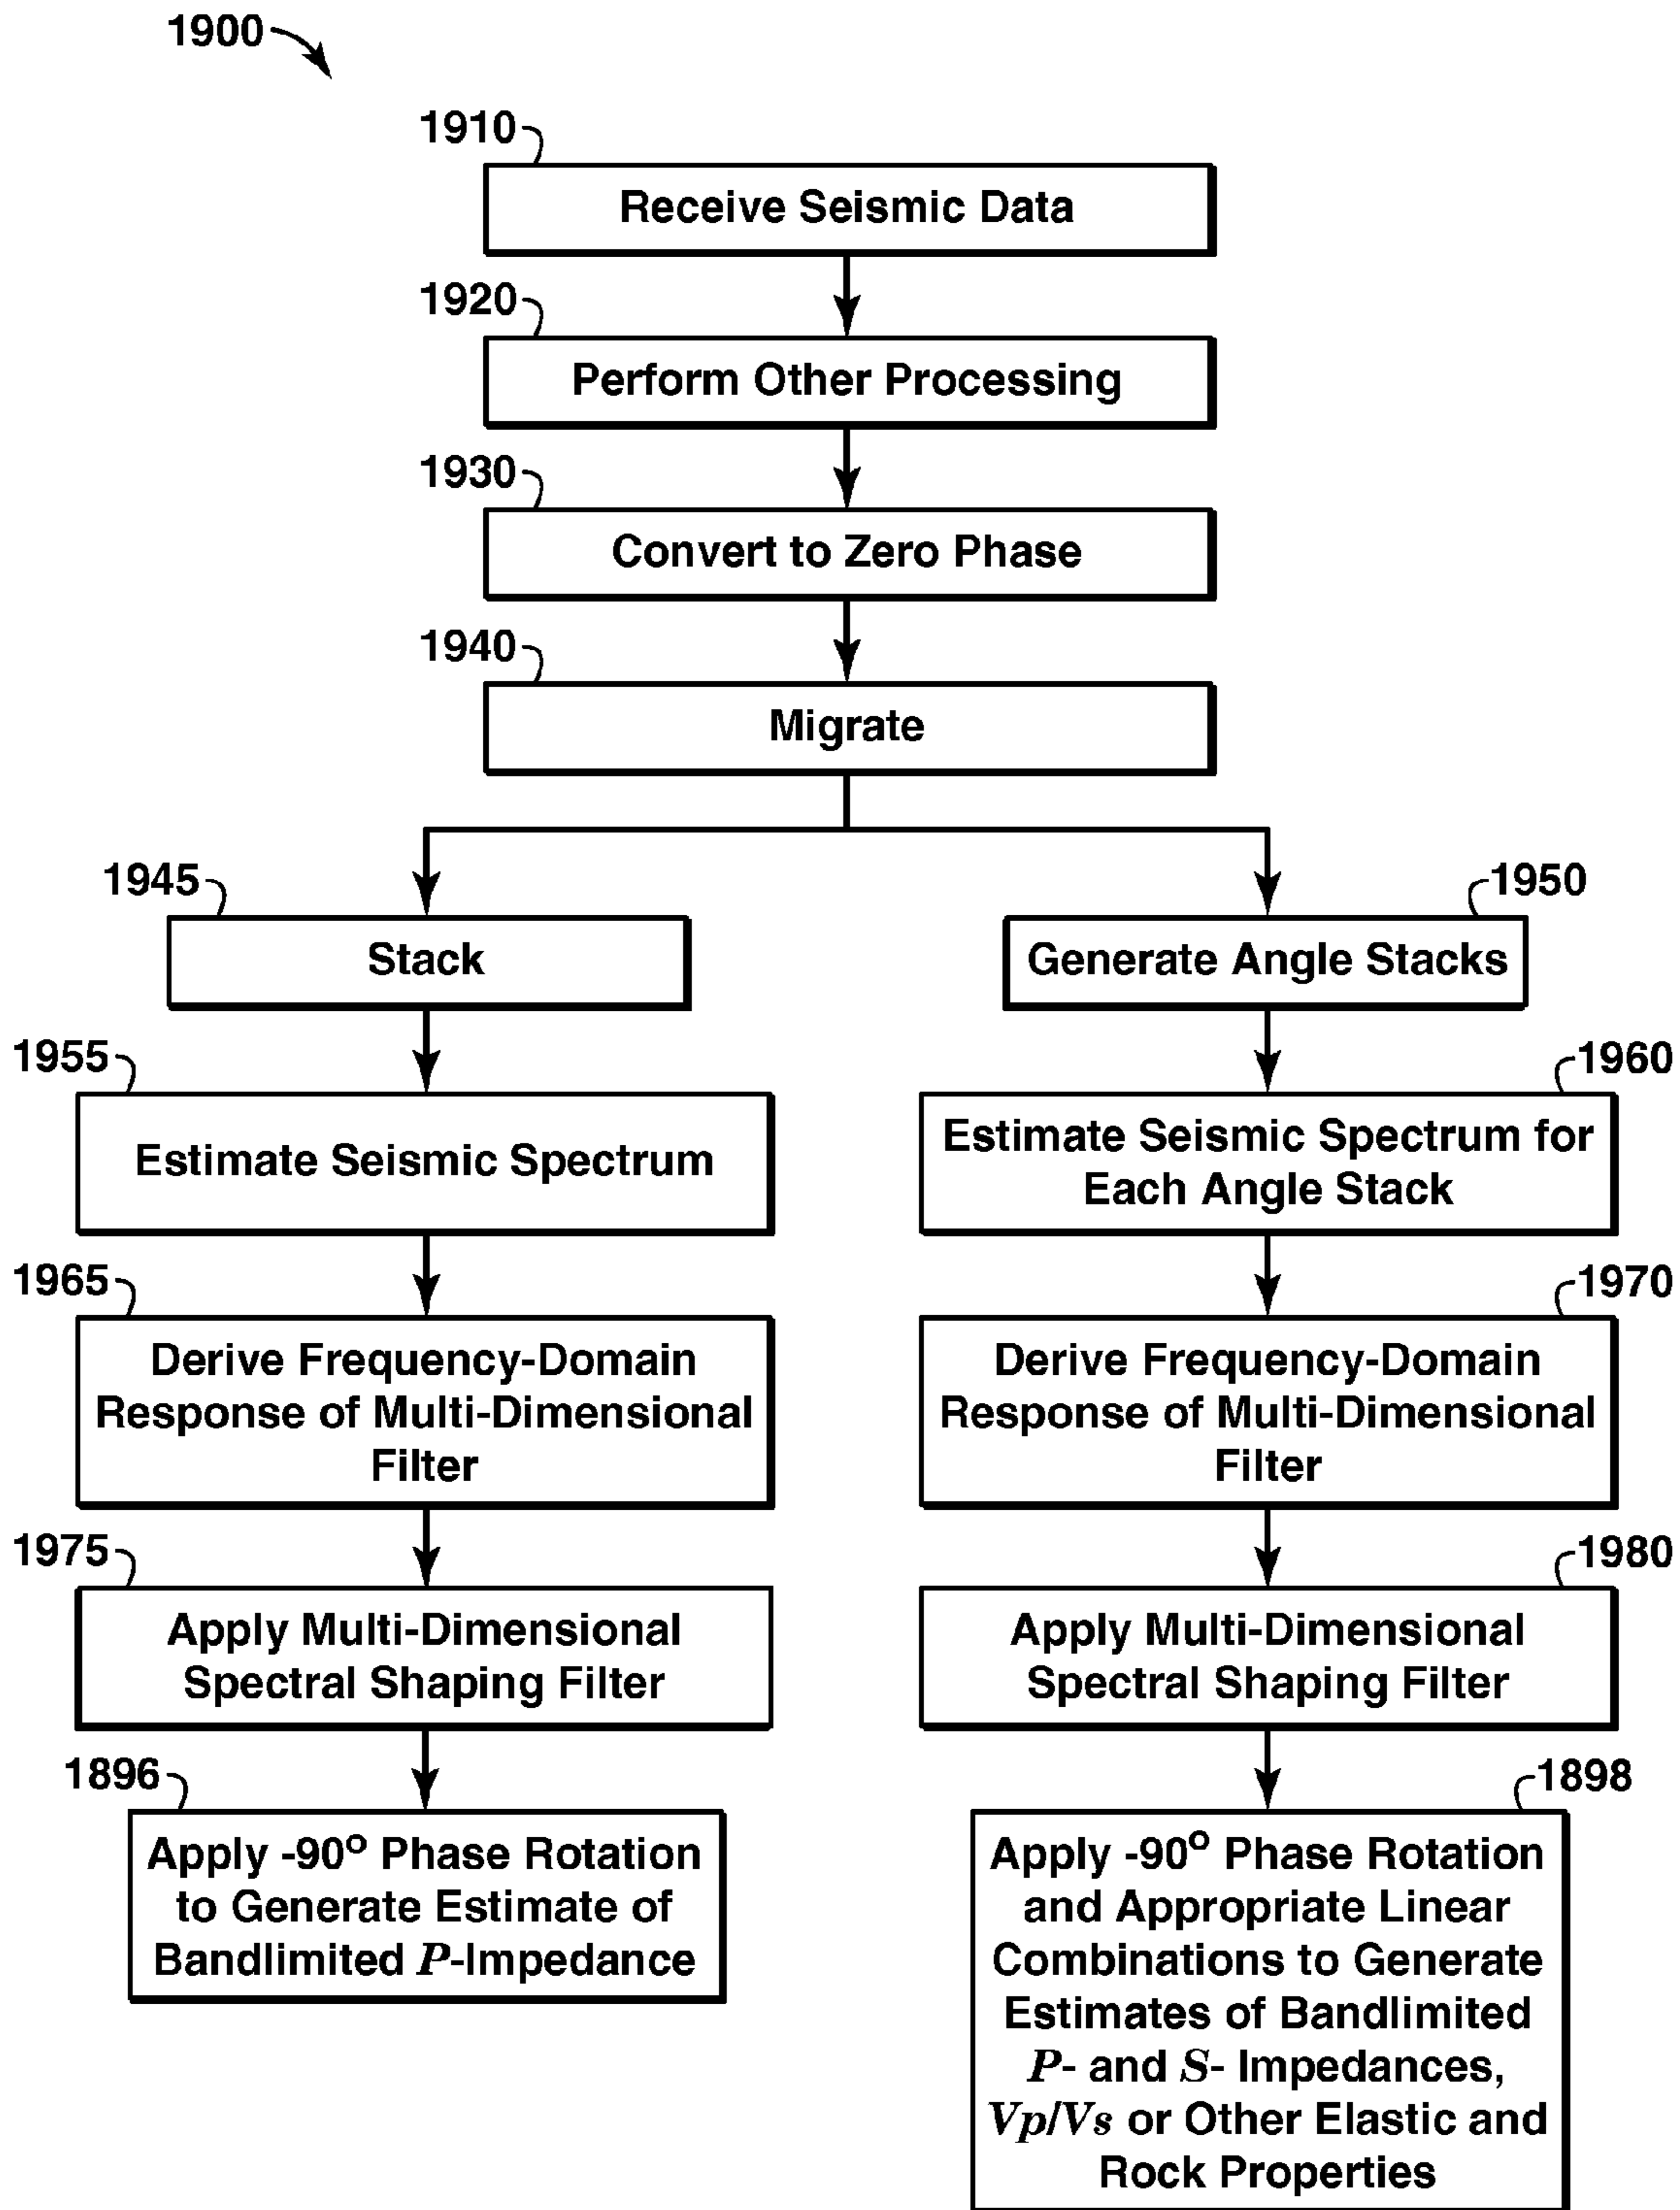 1900
1910
Receive Seismic Data
1920
Perform Other Processing
1930
Convert to Zero Phase
1940
Migrate
1945
Stack
1955
Estimate Seismic Spectrum
1965
Derive Frequency-Domain
Response of Multi-Dimensional
Filter
1975
Apply Multi-Dimensional
Spectral Shaping Filter
1896
Apply -90° Phase Rotation
to Generate Estimate of
Bandlimited P-Impedance
1950
Generate Angle Stacks
1960
Estimate Seismic Spectrum for
Each Angle Stack
1970
Derive Frequency-Domain
Response of Multi-Dimensional
Filter
1980
Apply Multi-Dimensional
Spectral Shaping Filter
1898
Apply -90° Phase Rotation
and Appropriate Linear
Combinations to Generate
Estimates of Bandlimited
P- and S- Impedances,
Vp/Vs or Other Elastic and
Rock Properties